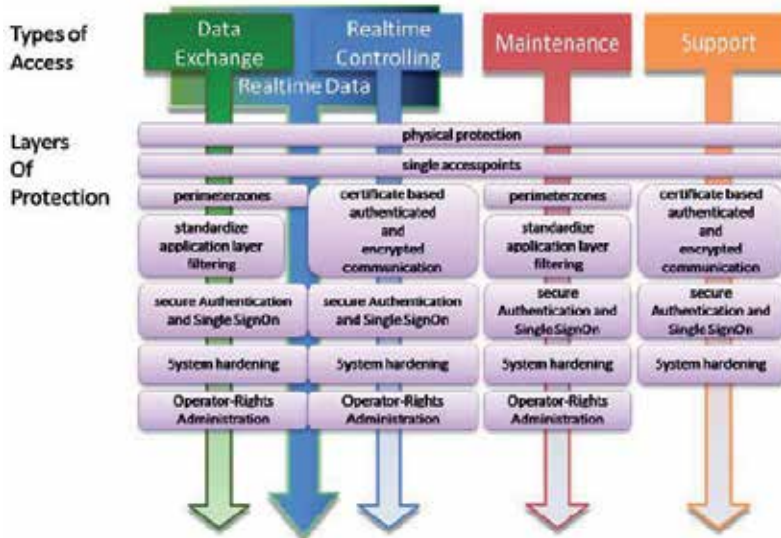 Types of
Access
Data
Exchange
Realtime
Controlling
Realtime Data
Maintenance
Support
Layers
Of
Protection
physical protection
single accesspoints
perimeterzones
standardize
application layer
filtering
certificate based
authenticated
and
encrypted
communication
perimeterzones
standardize
application layer
filtering
certificate based
authenticated
and
encrypted
communication
secure Authentication
and Single SignOn
secure Authentication
and Single SignOn
secure
Authentication and
Single SignOn
secure
Authentication
and Single SignOn
System hardening
System hardening
System hardening
System hardening
Operator-Rights
Administration
Operator-Rights
Administration
Operator-Rights
Administration